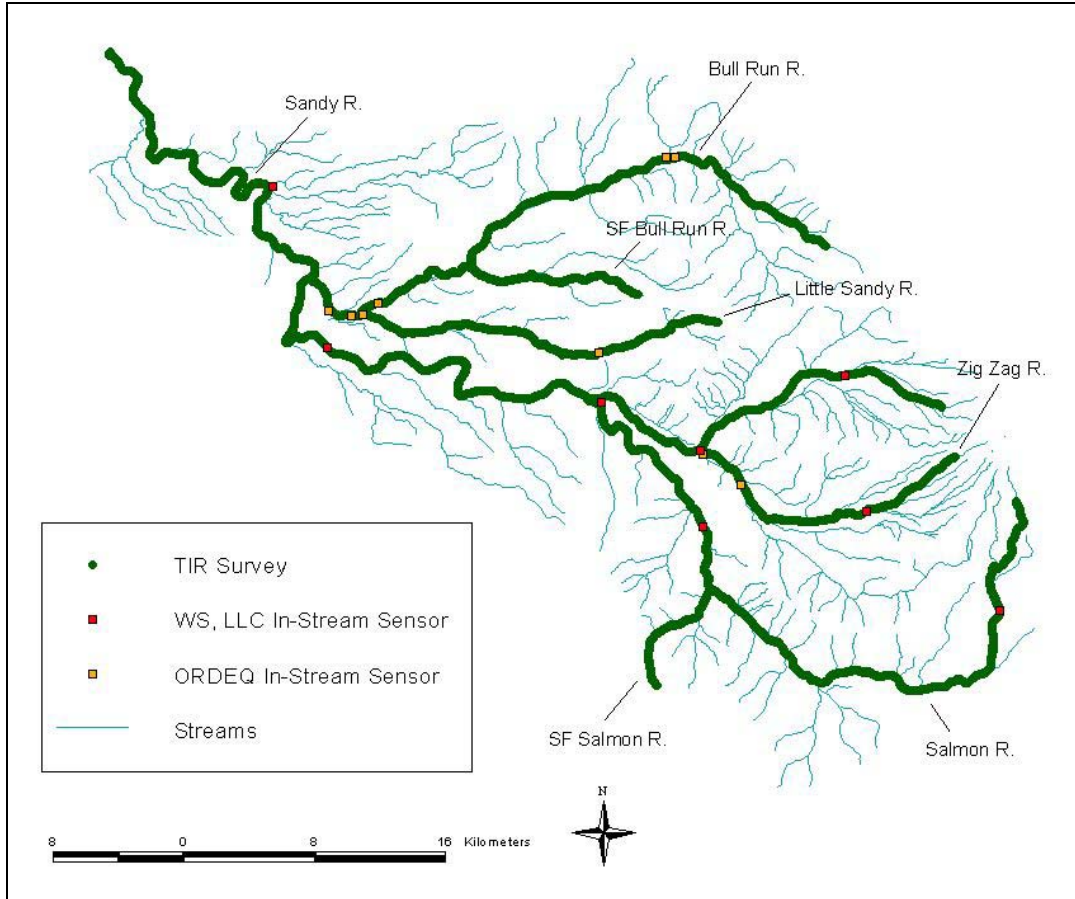 Bull Run R.
Sandy R.
SF Bull Run R.
Little Sandy R.
Zig Zag R.
TIR Survey
WS, LLC In-Stream Sensor
ORDEQ In-Stream Sensor
Streams
SF Salmon R.
Salmon R.
N
8 0 8 16 Kilometers